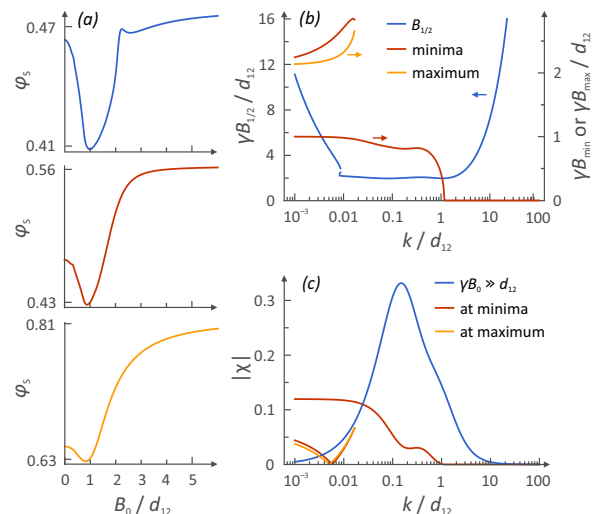 (a)
0.47
φs
0.41
0.56
φs
0.43
0.81
φs
0.63
0 1 2 3 4 5
B0 / d12
(b)
16
12
8
4
0
γB1/2 / d12
B1/2
minima
maximum
2
1
0
γBmin or γBmax / d12
10⁻³ 0.01 0.1 1 10 100
k / d12
(c)
0.3
0.2
0.1
0
|χ|
γB0 ≫ d12
at minima
at maximum
10⁻³ 0.01 0.1 1 10 100
k / d12